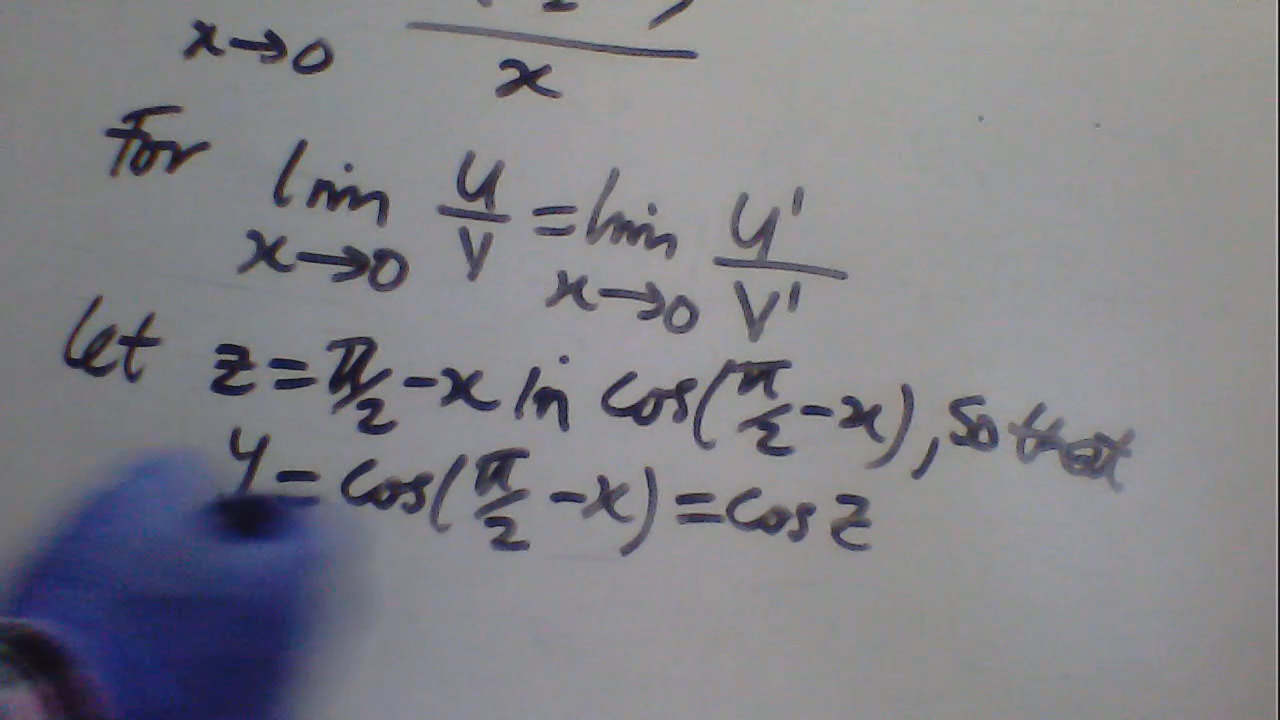 x→0 x
For lim x→0 u/v = lim x→0 u'/v'
Let z = π/2 - x in cos(π/2 - x), so that
y = cos(π/2 - x) = cos z